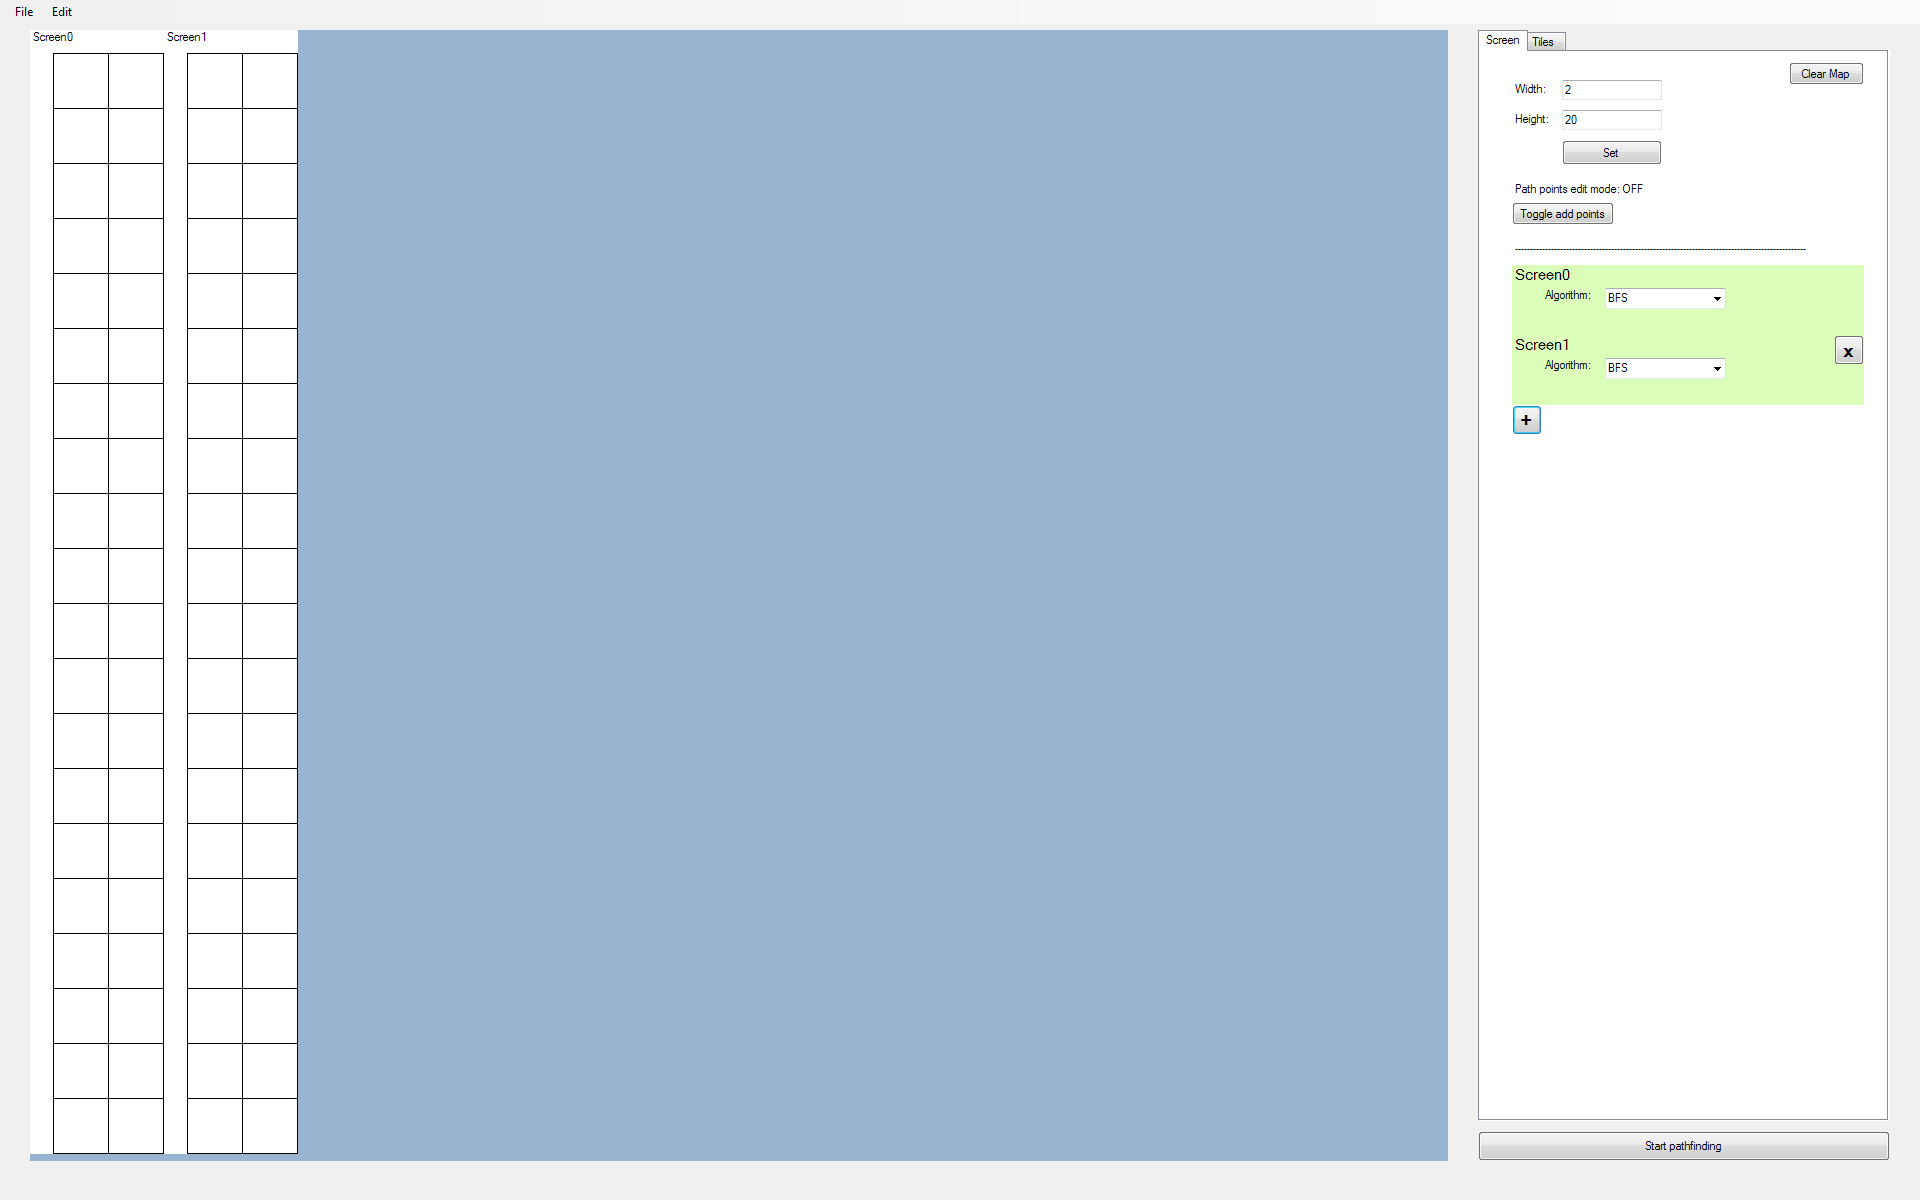 File Edit
Screen0 Screen1
Screen Tiles
Clear Map
Width: 2
Height: 20
Set
Path points edit mode: OFF
Toggle add points
Screen0
Algorithm: BFS
Screen1
x
Algorithm: BFS
+
Start pathfinding